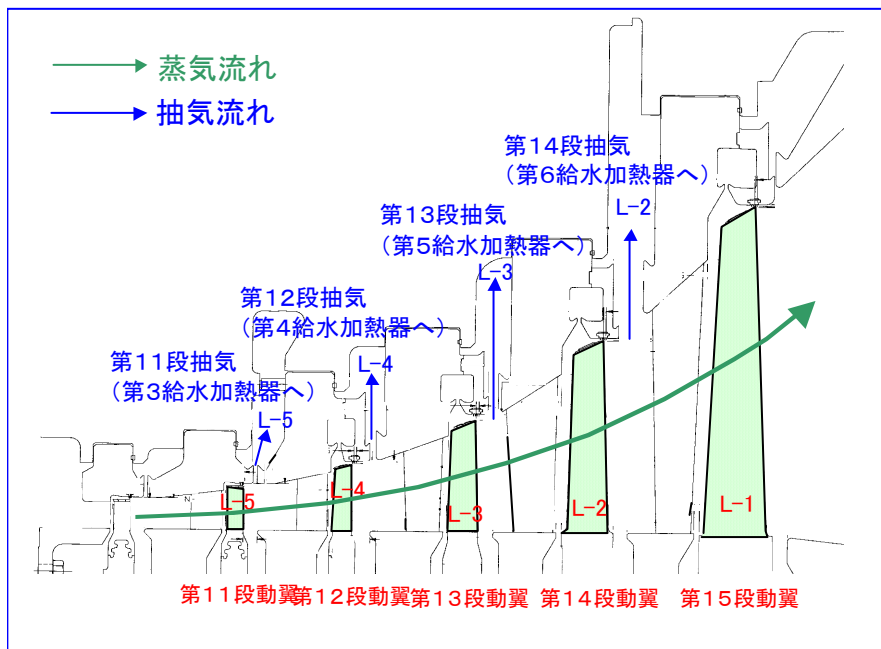 蒸気流れ
抽気流れ
第14段抽気
(第6給水加熱器へ)
L-2
第13段抽気
(第5給水加熱器へ)
L-3
第12段抽気
(第4給水加熱器へ)
L-4
第11段抽気
(第3給水加熱器へ)
L-5
L-5
L-4
L-3
L-2
L-1
第11段動翼
第12段動翼
第13段動翼
第14段動翼
第15段動翼